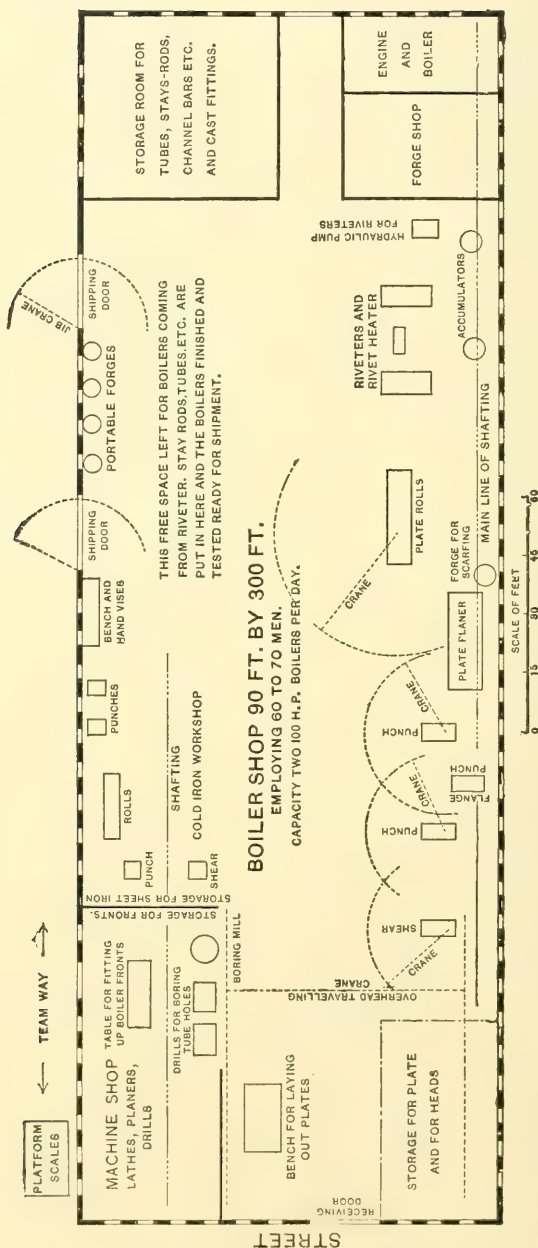 PLATFORM
SCALES
TEAM WAY
STREET
MACHINE SHOP
LATHES, PLANERS,
DRILLS
TABLE FOR FITTING
UP BOILER FRONTS
DRILLS FOR BORING
TUBE HOLES
BORING MILL
STORAGE FOR FRONTS.
STORAGE FOR SHEET IRON
PUNCH
SHEAR
ROLLS
PUNCHES
SHAFTING
COLD IRON WORKSHOP
BENCH AND
HAND VISES
SHIPPING
DOOR
PORTABLE FORGES
JIB CRANE
SHIPPING
DOOR
THIS FREE SPACE LEFT FOR BOILERS COMING
FROM RIVETER. STAY RODS, TUBES. ETC. ARE
PUT IN HERE AND THE BOILERS FINISHED AND
TESTED READY FOR SHIPMENT.
STORAGE ROOM FOR
TUBES, STAYS-RODS,
CHANNEL BARS ETC.
AND CAST FITTINGS.
BOILER SHOP 90 FT. BY 300 FT.
EMPLOYING 60 TO 70 MEN.
CAPACITY TWO 100 H.P. BOILERS PER DAY.
BENCH FOR LAYING
OUT PLATES
OVERHEAD TRAVELLING
CRANE
RECEIVING
DOOR
STORAGE FOR PLATE
AND FOR HEADS
SHEAR
CRANE
PUNCH
CRANE
FLANGE
PUNCH
PUNCH
CRANE
PLATE PLANER
FORGE FOR
SCARFING
CRANE
PLATE ROLLS
RIVETERS AND
RIVET HEATER
HYDRAULIC PUMP
FOR RIVETERS
ACCUMULATORS
MAIN LINE OF SHAFTING
FORGE SHOP
ENGINE
AND
BOILER
0 15 30 45 60
SCALE OF FEET